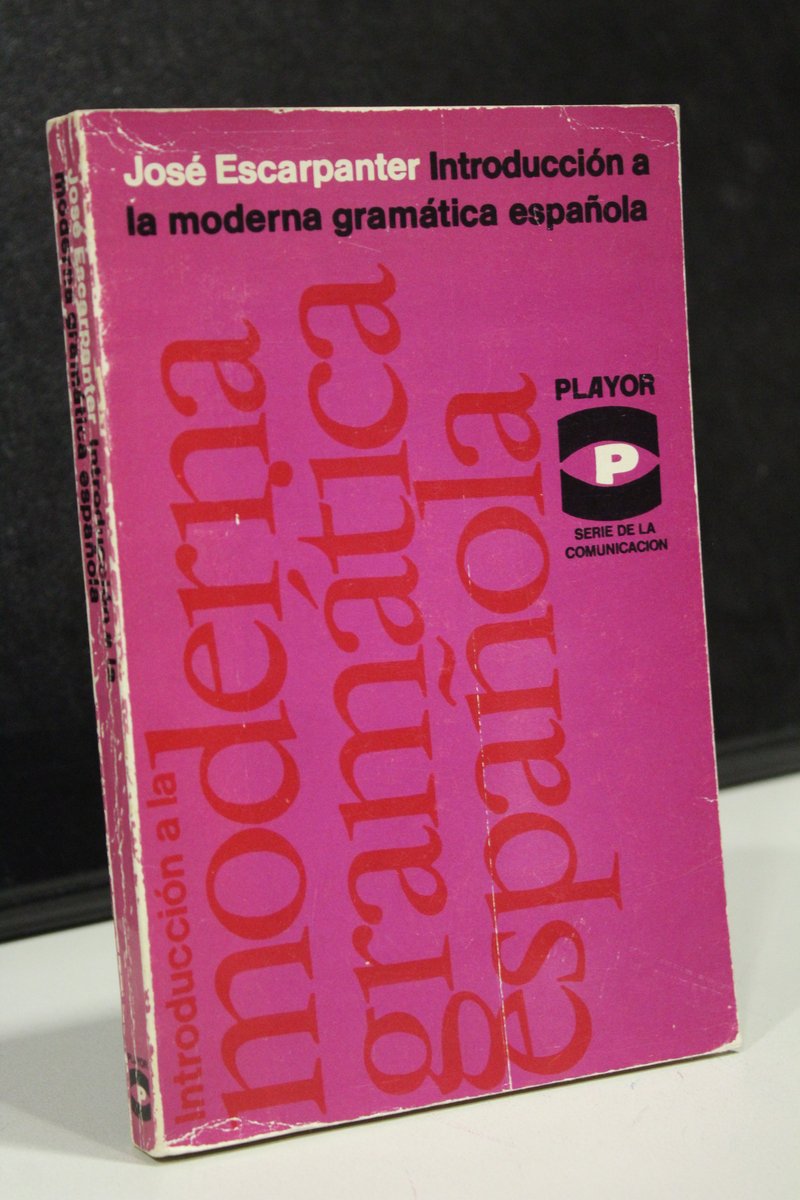 José Escarpanter Introducción a
la moderna gramática española
PLAYOR
P
SERIE DE LA
COMUNICACION
Introducción a la
moderna
gramática
española
José Escarpanter Introducción a la
moderna gramática española
P